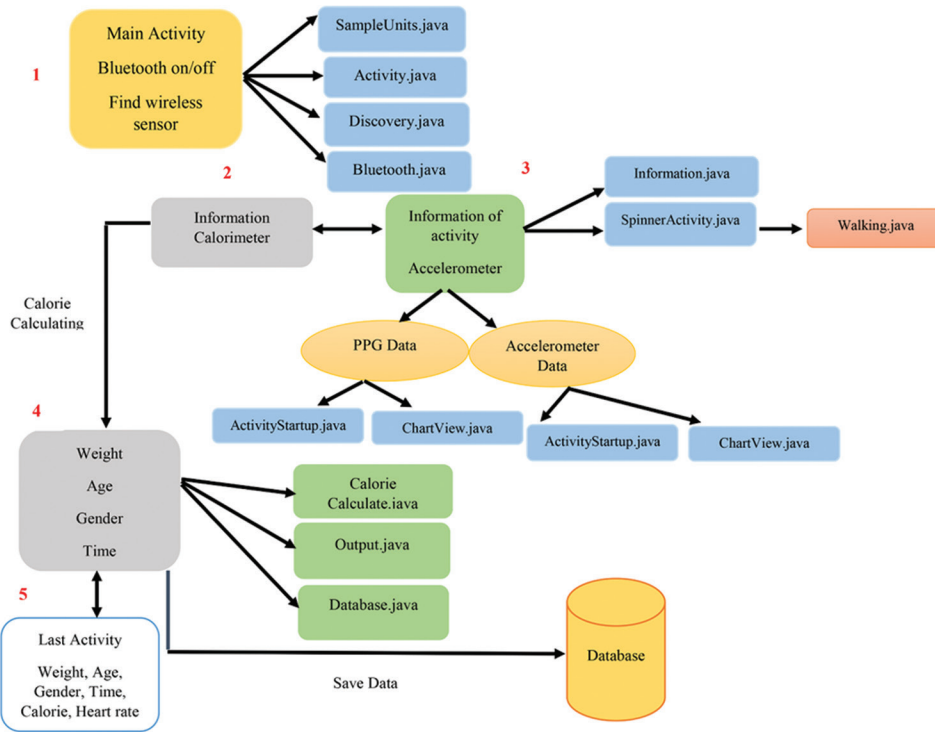 Main Activity
Bluetooth on/off
Find wireless
sensor
1
SampleUnits.java
Activity.java
Discovery.java
Bluetooth.java
2
Information
Calorimeter
3
Information of
activity
Accelerometer
Information.java
SpinnerActivity.java
Walking.java
Calorie
Calculating
PPG Data
Accelerometer
Data
ActivityStartup.java
ChartView.java
ActivityStartup.java
ChartView.java
4
Weight
Age
Gender
Time
Calorie
Calculate.iava
Output.java
Database.java
5
Last Activity
Weight, Age,
Gender, Time,
Calorie, Heart rate
Save Data
Database